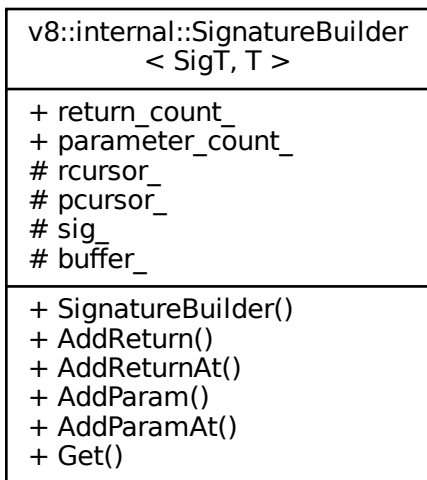 v8::internal::SignatureBuilder
< SigT, T >
+ return_count_
+ parameter_count_
# rcursor_
# pcursor_
# sig_
# buffer_
+ SignatureBuilder()
+ AddReturn()
+ AddReturnAt()
+ AddParam()
+ AddParamAt()
+ Get()